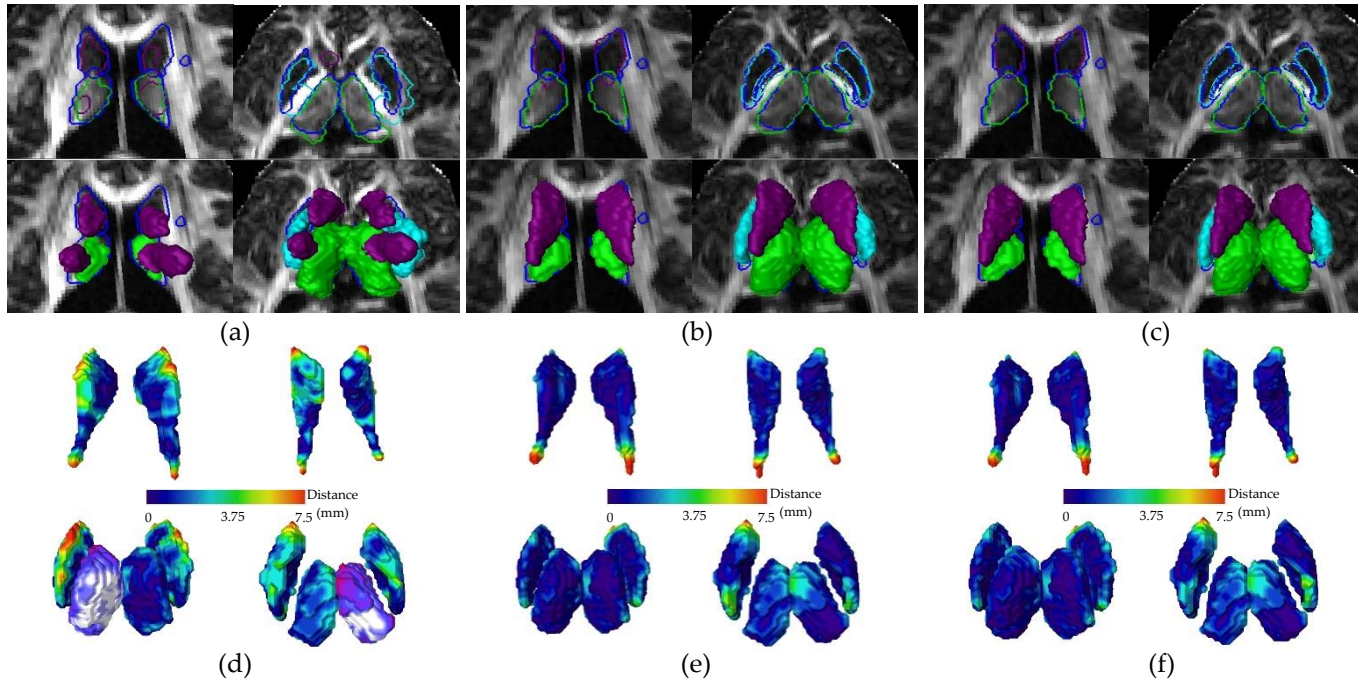 (a) (b) (c)
Distance Distance Distance
0 3.75 7.5 (mm) 0 3.75 7.5 (mm) 0 3.75 7.5 (mm)
(d) (e) (f)